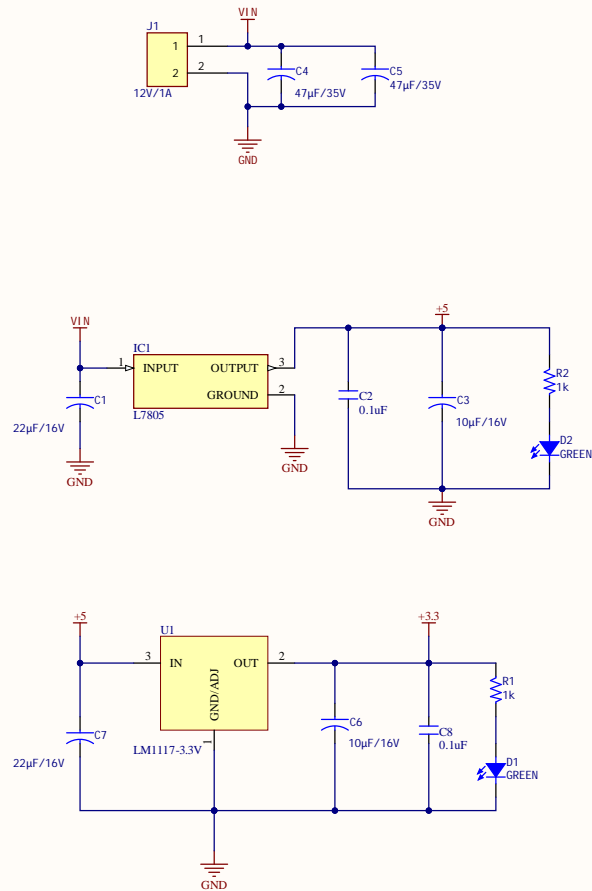 VIN
J1
1
1
2
2
12V/1A
C4
47µF/35V
C5
47µF/35V
GND
VIN
IC1
1
INPUT
OUTPUT
3
GROUND
2
L7805
C1
22µF/16V
GND
GND
+5
C2
0.1uF
C3
10µF/16V
R2
1k
D2
GREEN
GND
+5
U1
3
IN
OUT
2
GND/ADJ
1
LM1117-3.3V
C7
22µF/16V
+3.3
C6
10µF/16V
C8
0.1uF
R1
1k
D1
GREEN
GND